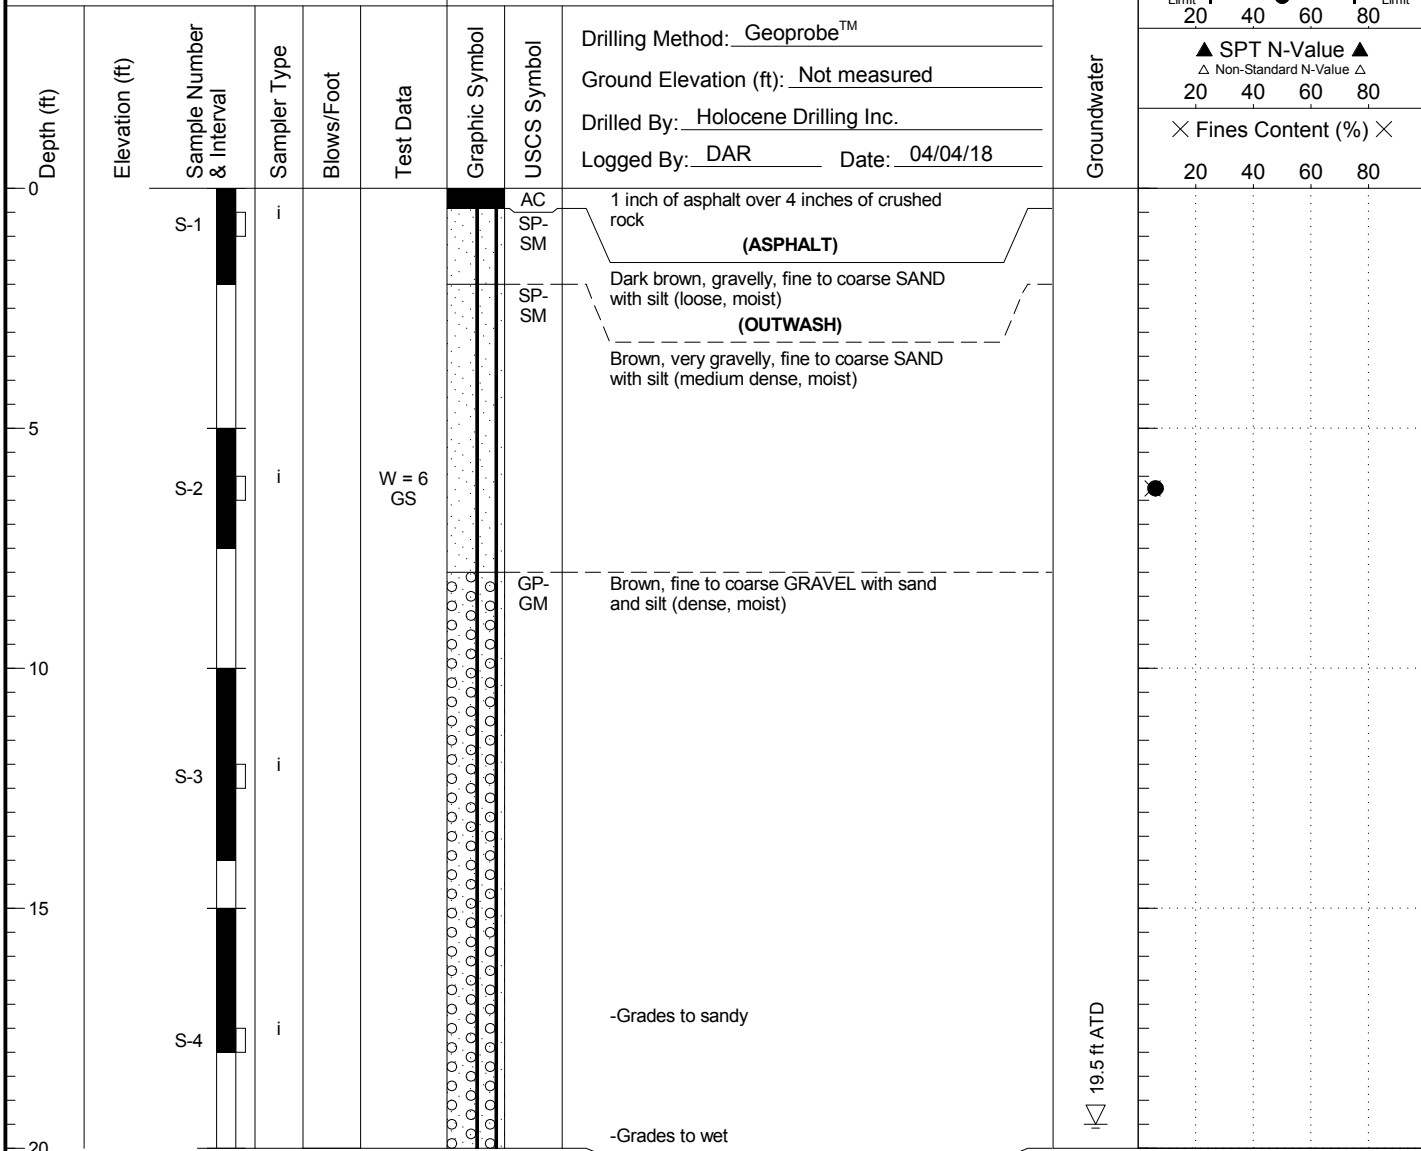 Limit Limit
20 40 60 80
Drilling Method: Geoprobe™
▲ SPT N-Value ▲
△ Non-Standard N-Value △
Ground Elevation (ft): Not measured
20 40 60 80
Drilled By: Holocene Drilling Inc.
× Fines Content (%) ×
Logged By: DAR Date: 04/04/18
20 40 60 80
Depth (ft)
Elevation (ft)
Sample Number
& Interval
Sampler Type
Blows/Foot
Test Data
Graphic Symbol
USCS Symbol
Groundwater
0
S-1
i
AC
1 inch of asphalt over 4 inches of crushed
rock
(ASPHALT)
SP-
SM
Dark brown, gravelly, fine to coarse SAND
with silt (loose, moist)
(OUTWASH)
SP-
SM
Brown, very gravelly, fine to coarse SAND
with silt (medium dense, moist)
5
S-2
i
W = 6
GS
GP-
GM
Brown, fine to coarse GRAVEL with sand
and silt (dense, moist)
10
S-3
i
15
S-4
i
-Grades to sandy
19.5 ft ATD
-Grades to wet
20